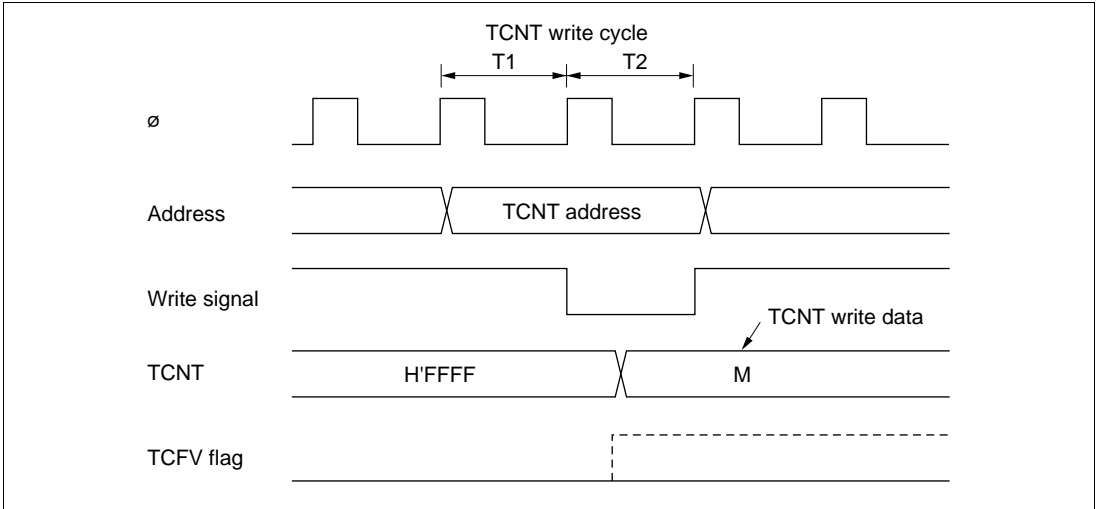 TCNT write cycle
T1 T2
ø
Address TCNT address
Write signal
TCNT write data
TCNT H'FFFF M
TCFV flag